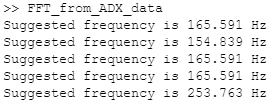 >> FFT_from_ADX_data
Suggested frequency is 165.591 Hz
Suggested frequency is 154.839 Hz
Suggested frequency is 165.591 Hz
Suggested frequency is 165.591 Hz
Suggested frequency is 253.763 Hz